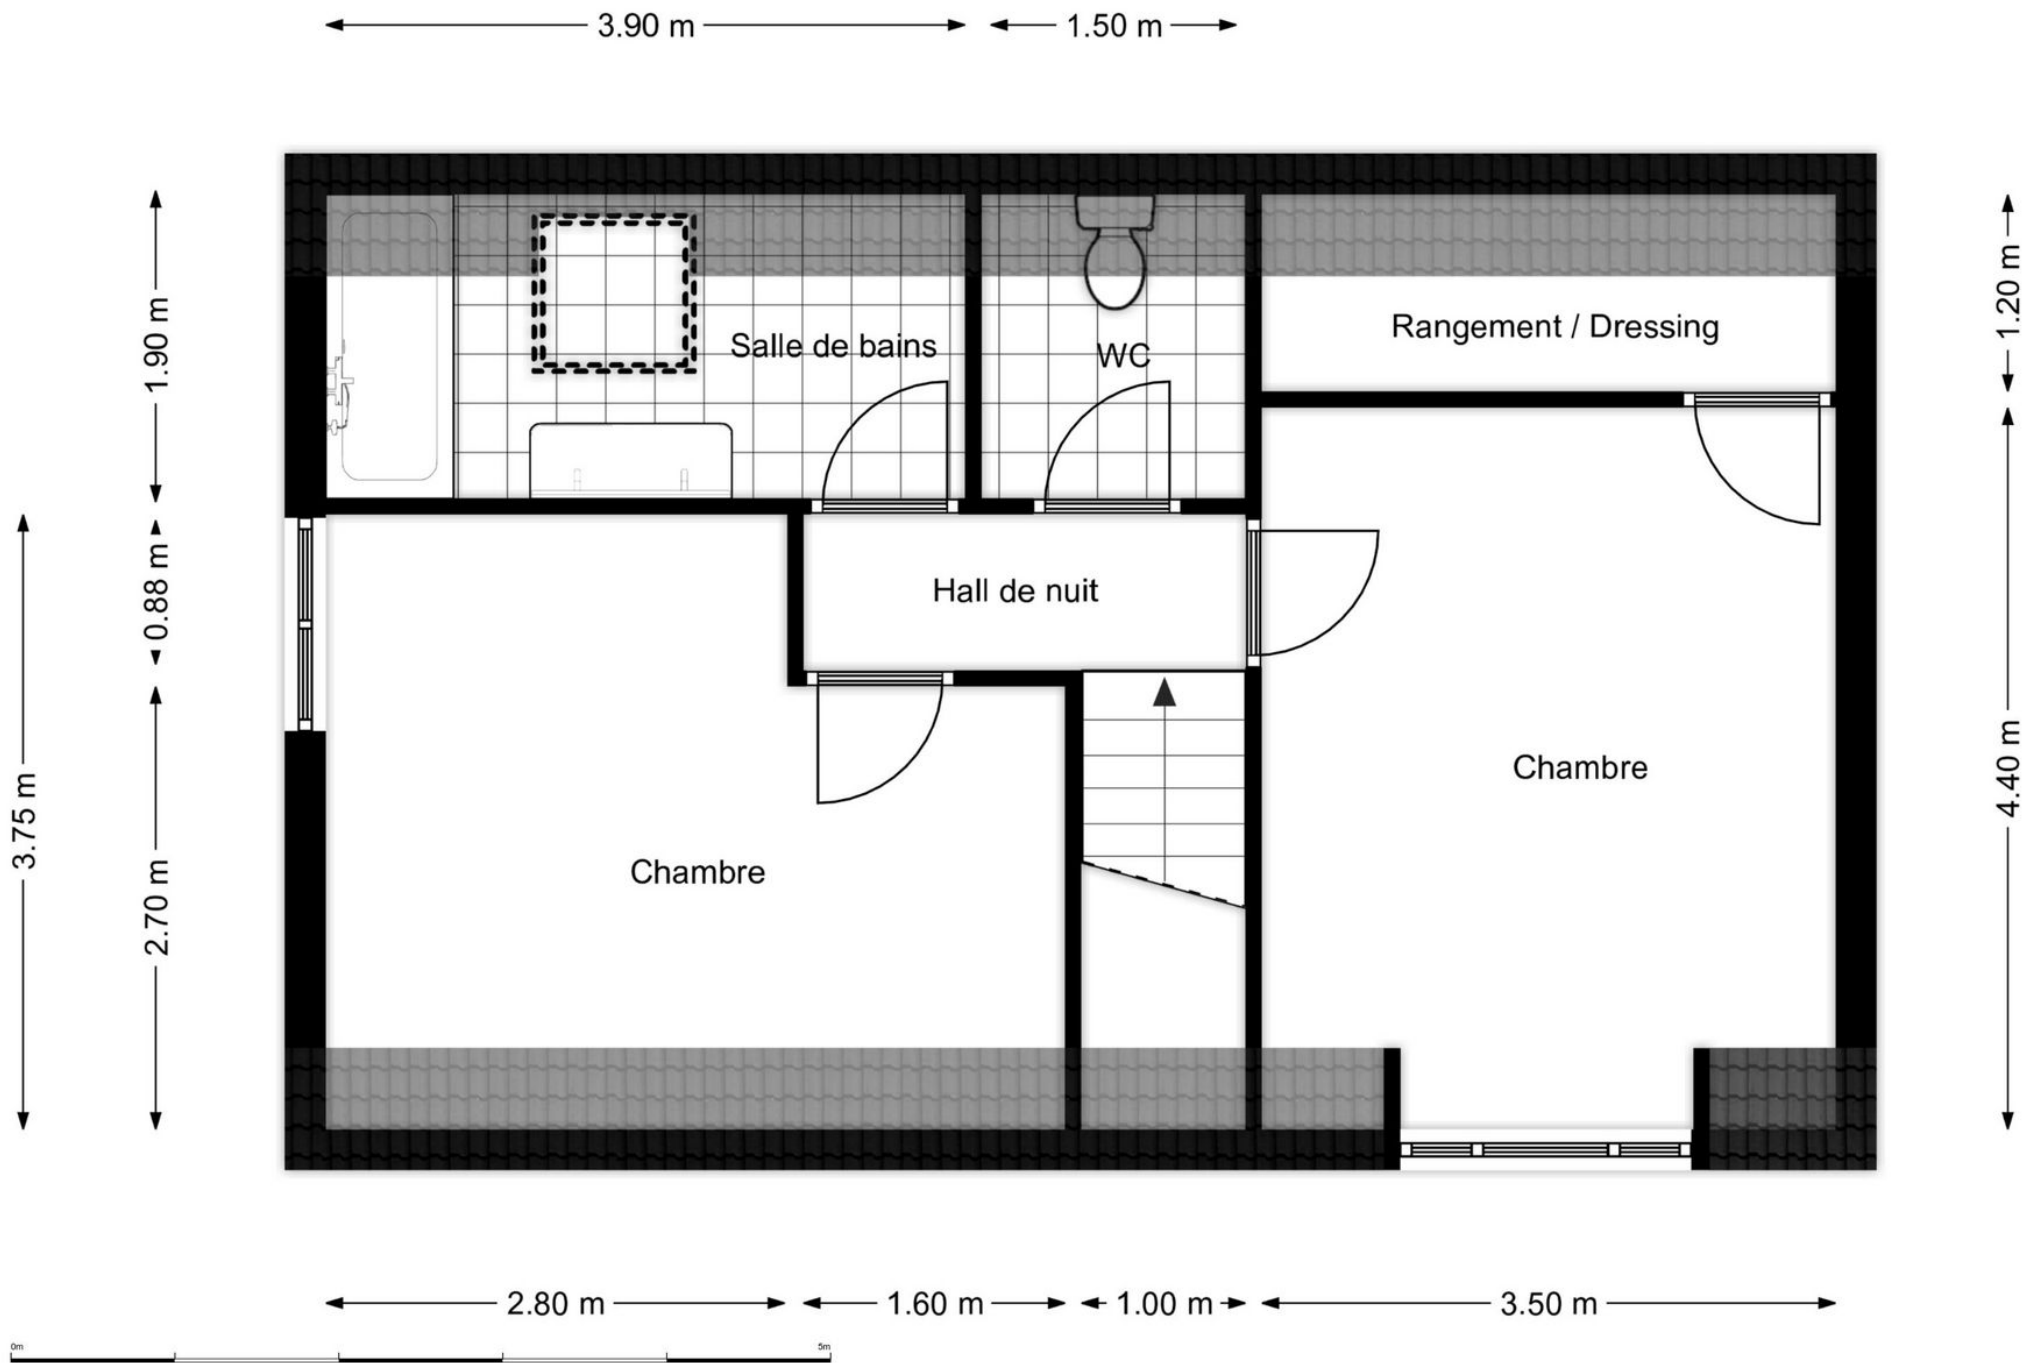 3.90 m
1.50 m
1.90 m
1.20 m
Rangement / Dressing
Salle de bains
WC
0.88 m
Hall de nuit
3.75 m
4.40 m
Chambre
Chambre
2.70 m
2.80 m
1.60 m
1.00 m
3.50 m
0m
5m